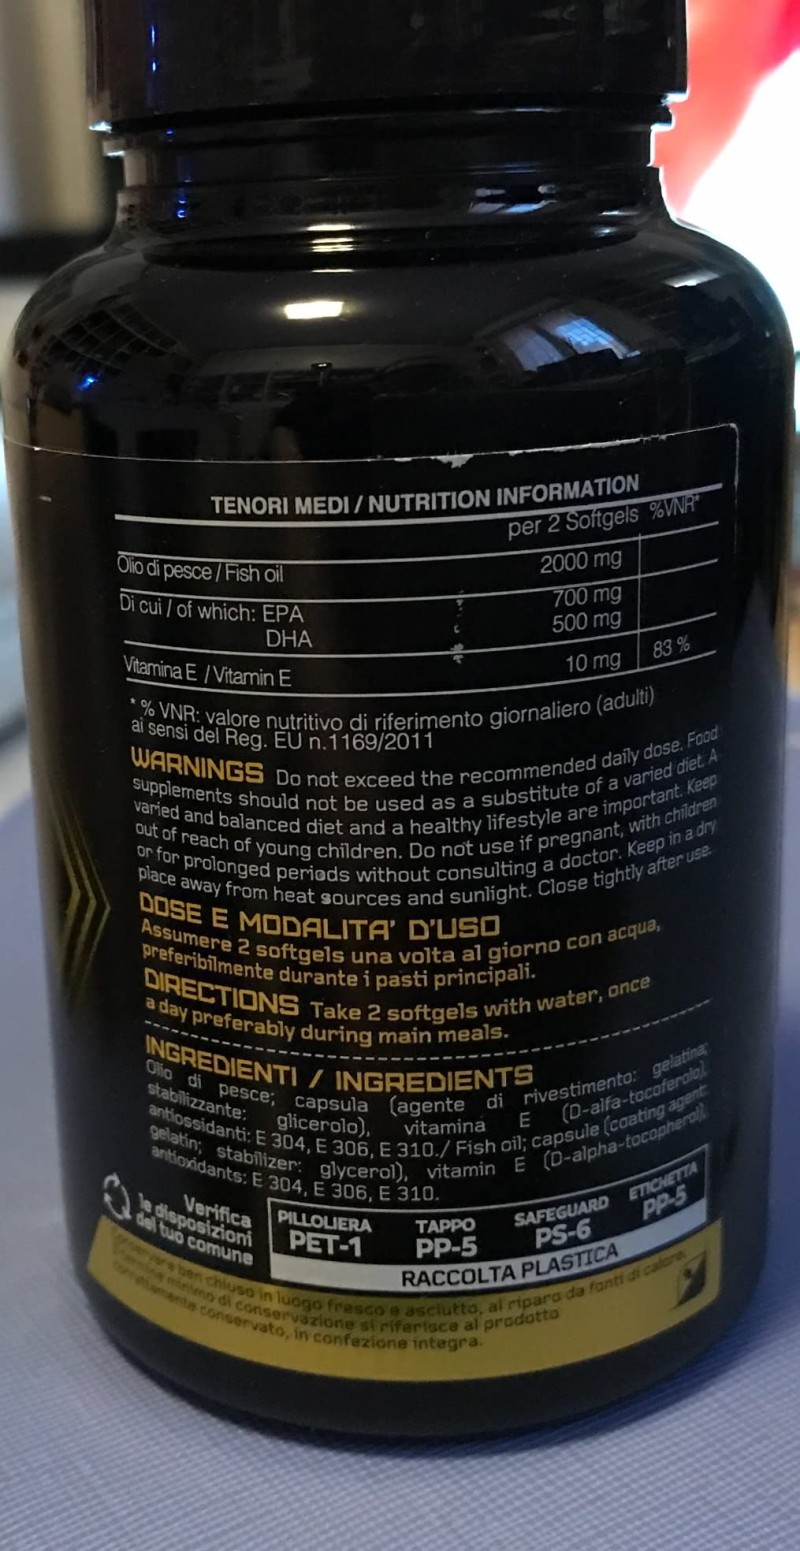 TENORI MEDI / NUTRITION INFORMATION
per 2 Softgels %VNR*
Olio di pesce / Fish oil 2000 mg
Di cui / of which: EPA 700 mg
DHA 500 mg
Vitamina E / Vitamin E 10 mg 83 %
* % VNR: valore nutritivo di riferimento giornaliero (adulti)
ai sensi del Reg. EU n.1169/2011
WARNINGS Do not exceed the recommended daily dose. Food
supplements should not be used as a substitute of a varied diet. A
varied and balanced diet and a healthy lifestyle are important. Keep
out of reach of young children. Do not use if pregnant, with children
or for prolonged periods without consulting a doctor. Keep in a dry
place away from heat sources and sunlight. Close tightly after use.
DOSE E MODALITA' D'USO
Assumere 2 softgels una volta al giorno con acqua,
preferibilmente durante i pasti principali.
DIRECTIONS Take 2 softgels with water, once
a day preferably during main meals.
INGREDIENTI / INGREDIENTS
Olio di pesce; capsula (agente di rivestimento: gelatina;
stabilizzante: glicerolo), vitamina E (D-alfa-tocoferolo),
antiossidanti: E 304, E 306, E 310./ Fish oil; capsule (coating agent:
gelatin; stabilizer: glycerol), vitamin E (D-alpha-tocopherol),
antioxidants: E 304, E 306, E 310.
Verifica
le disposizioni
del tuo comune
PILLOLIERA TAPPO SAFEGUARD ETICHETTA
PET-1 PP-5 PS-6 PP-5
RACCOLTA PLASTICA
Conservare ben chiuso in luogo fresco e asciutto, al riparo da fonti di calore.
Il termine minimo di conservazione si riferisce al prodotto
correttamente conservato, in confezione integra.